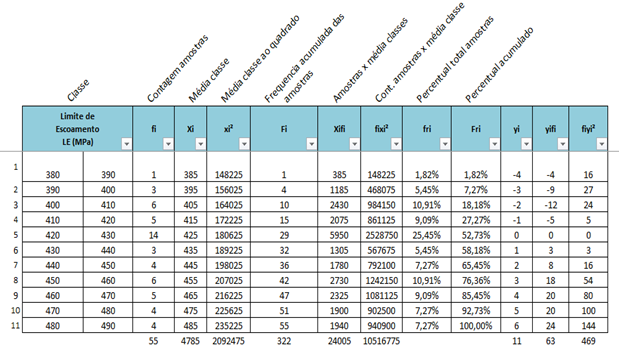 Classe
Contagem amostras
Média classe
Média classe ao quadrado
Frequencia acumulada das amostras
Amostras x média classes
Cont. amostras x média classe
Percentual total amostras
Percentual acumulado
Limite de Escoamento LE (MPa) fi Xi xi² Fi Xifi fixi² fri Fri yi yifi fiyi²
1 380 390 1 385 148225 1 385 148225 1,82% 1,82% -4 -4 16
2 390 400 3 395 156025 4 1185 468075 5,45% 7,27% -3 -9 27
3 400 410 6 405 164025 10 2430 984150 10,91% 18,18% -2 -12 24
4 410 420 5 415 172225 15 2075 861125 9,09% 27,27% -1 -5 5
5 420 430 14 425 180625 29 5950 2528750 25,45% 52,73% 0 0 0
6 430 440 3 435 189225 32 1305 567675 5,45% 58,18% 1 3 3
7 440 450 4 445 198025 36 1780 792100 7,27% 65,45% 2 8 16
8 450 460 6 455 207025 42 2730 1242150 10,91% 76,36% 3 18 54
9 460 470 5 465 216225 47 2325 1081125 9,09% 85,45% 4 20 80
10 470 480 4 475 225625 51 1900 902500 7,27% 92,73% 5 20 100
11 480 490 4 485 235225 55 1940 940900 7,27% 100,00% 6 24 144
55 4785 2092475 322 24005 10516775 11 63 469